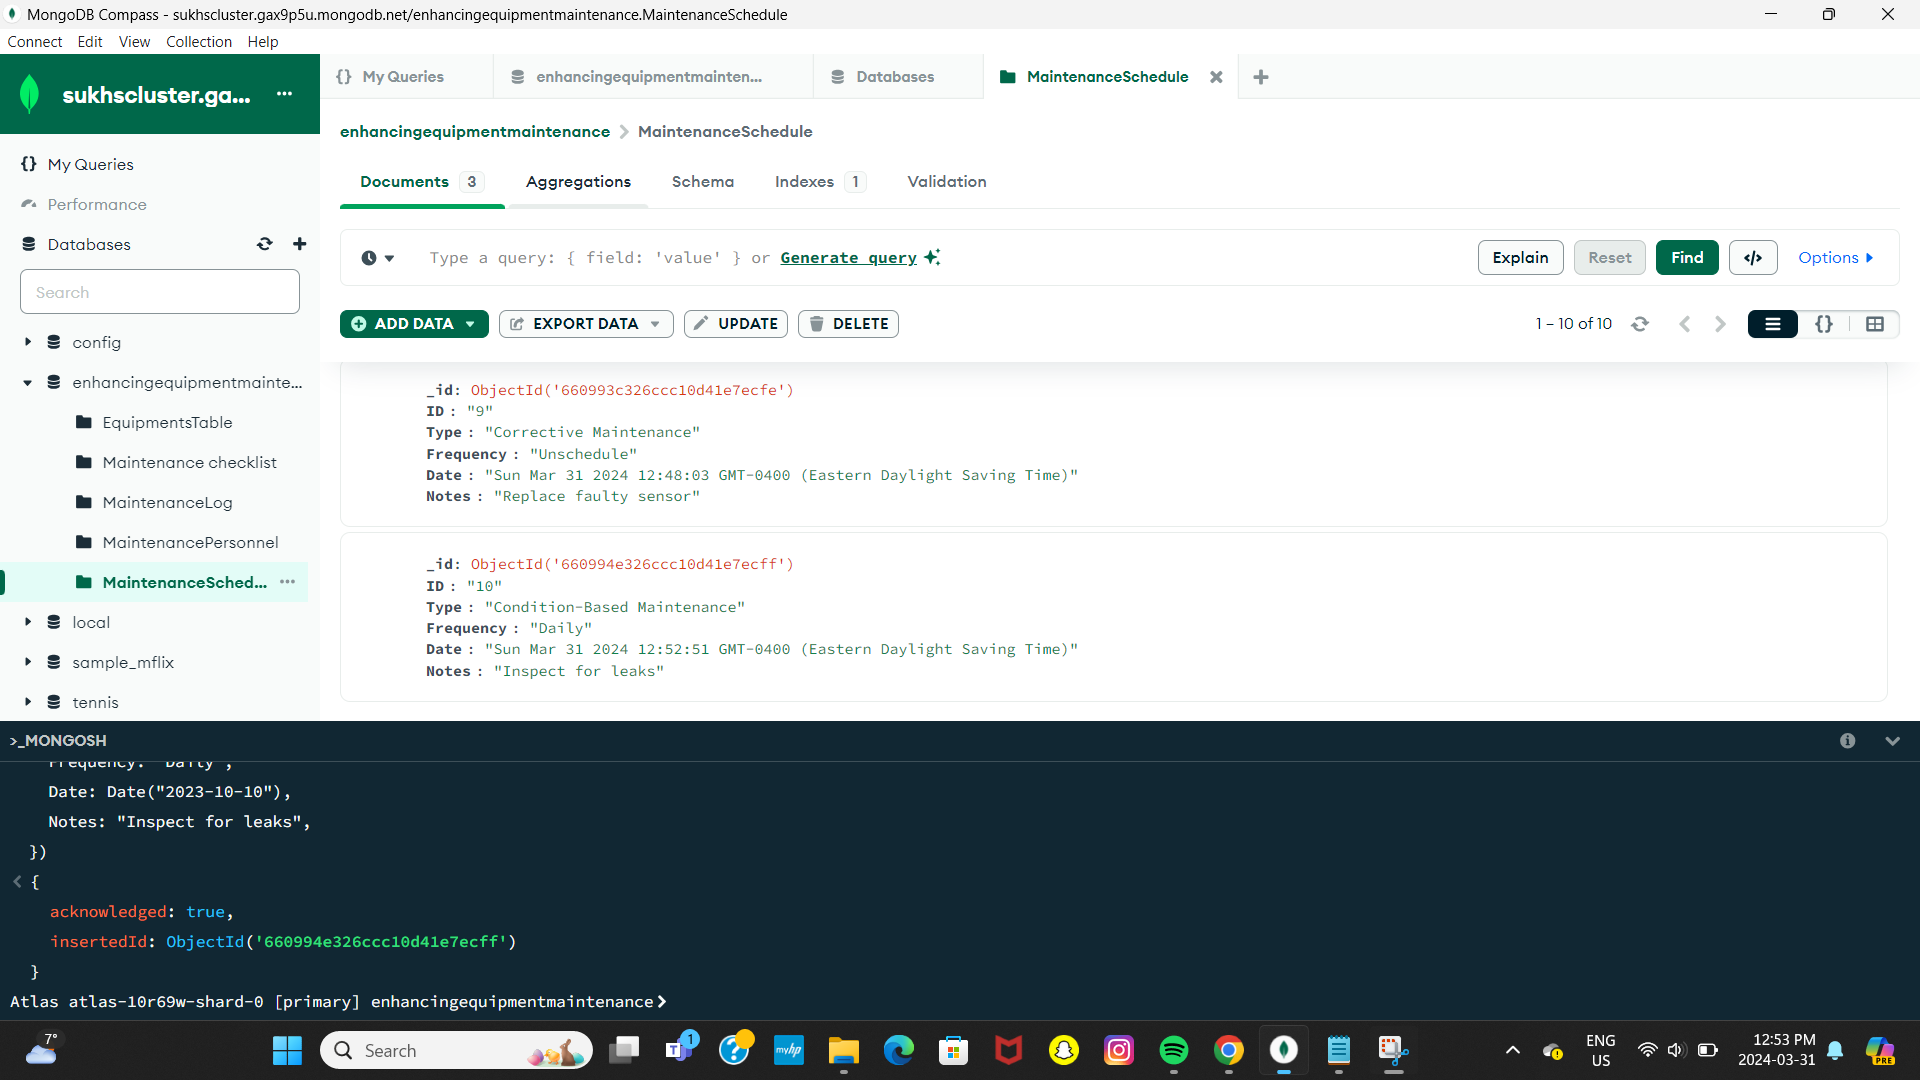 MongoDB Compass - sukhscluster.gax9p5u.mongodb.net/enhancingequipmentmaintenance.MaintenanceSchedule
Connect Edit View Collection Help
sukhscluster.ga... ...
{} My Queries
enhancingequipmentmainten...
Databases
MaintenanceSchedule
enhancingequipmentmaintenance > MaintenanceSchedule
{} My Queries
Performance
Databases
Search
config
enhancingequipmentmainte...
EquipmentsTable
Maintenance checklist
MaintenanceLog
MaintenancePersonnel
MaintenanceSched... ...
local
sample_mflix
tennis
Documents 3 Aggregations Schema Indexes 1 Validation
Type a query: { field: 'value' } or Generate query
Explain Reset Find </> Options
ADD DATA EXPORT DATA UPDATE DELETE
1 – 10 of 10
{}
_id: ObjectId('660993c326ccc10d41e7ecfe')
ID : "9"
Type : "Corrective Maintenance"
Frequency : "Unschedule"
Date : "Sun Mar 31 2024 12:48:03 GMT-0400 (Eastern Daylight Saving Time)"
Notes : "Replace faulty sensor"
_id: ObjectId('660994e326ccc10d41e7ecff')
ID : "10"
Type : "Condition-Based Maintenance"
Frequency : "Daily"
Date : "Sun Mar 31 2024 12:52:51 GMT-0400 (Eastern Daylight Saving Time)"
Notes : "Inspect for leaks"
>_MONGOSH
Frequency: "Daily",
Date: Date("2023-10-10"),
Notes: "Inspect for leaks",
})
< {
acknowledged: true,
insertedId: ObjectId('660994e326ccc10d41e7ecff')
}
Atlas atlas-10r69w-shard-0 [primary] enhancingequipmentmaintenance>
7°
Search
1
myhp
ENG
US
12:53 PM
2024-03-31
PRE